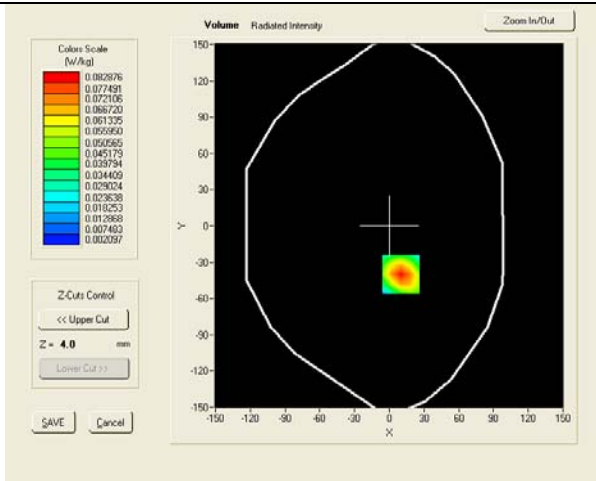 Volume Radiated Intensity
Zoom In/Out
Colors Scale
(W/kg)
0.082876
0.077491
0.072106
0.066720
0.061335
0.055950
0.050565
0.045179
0.039794
0.034409
0.029024
0.023638
0.018253
0.012868
0.007483
0.002097
Z-Cuts Control
<< Upper Cut
Z = 4.0 mm
Lower Cut >>
SAVE Cancel
150
120
90
60
30
0
-30
-60
-90
-120
-150
Y
-150 -120 -90 -60 -30 0 30 60 90 120 150
X